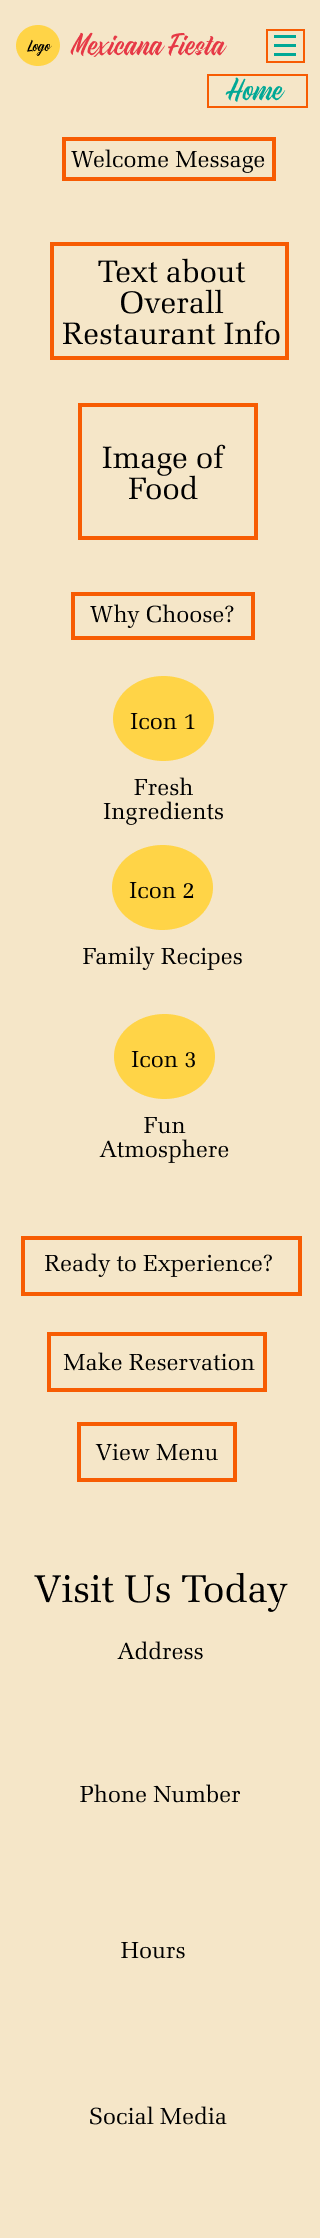 Logo
Mexicana Fiesta
Home
Welcome Message
Text about
Overall
Restaurant Info
Image of
Food
Why Choose?
Icon 1
Fresh
Ingredients
Icon 2
Family Recipes
Icon 3
Fun
Atmosphere
Ready to Experience?
Make Reservation
View Menu
Visit Us Today
Address
Phone Number
Hours
Social Media